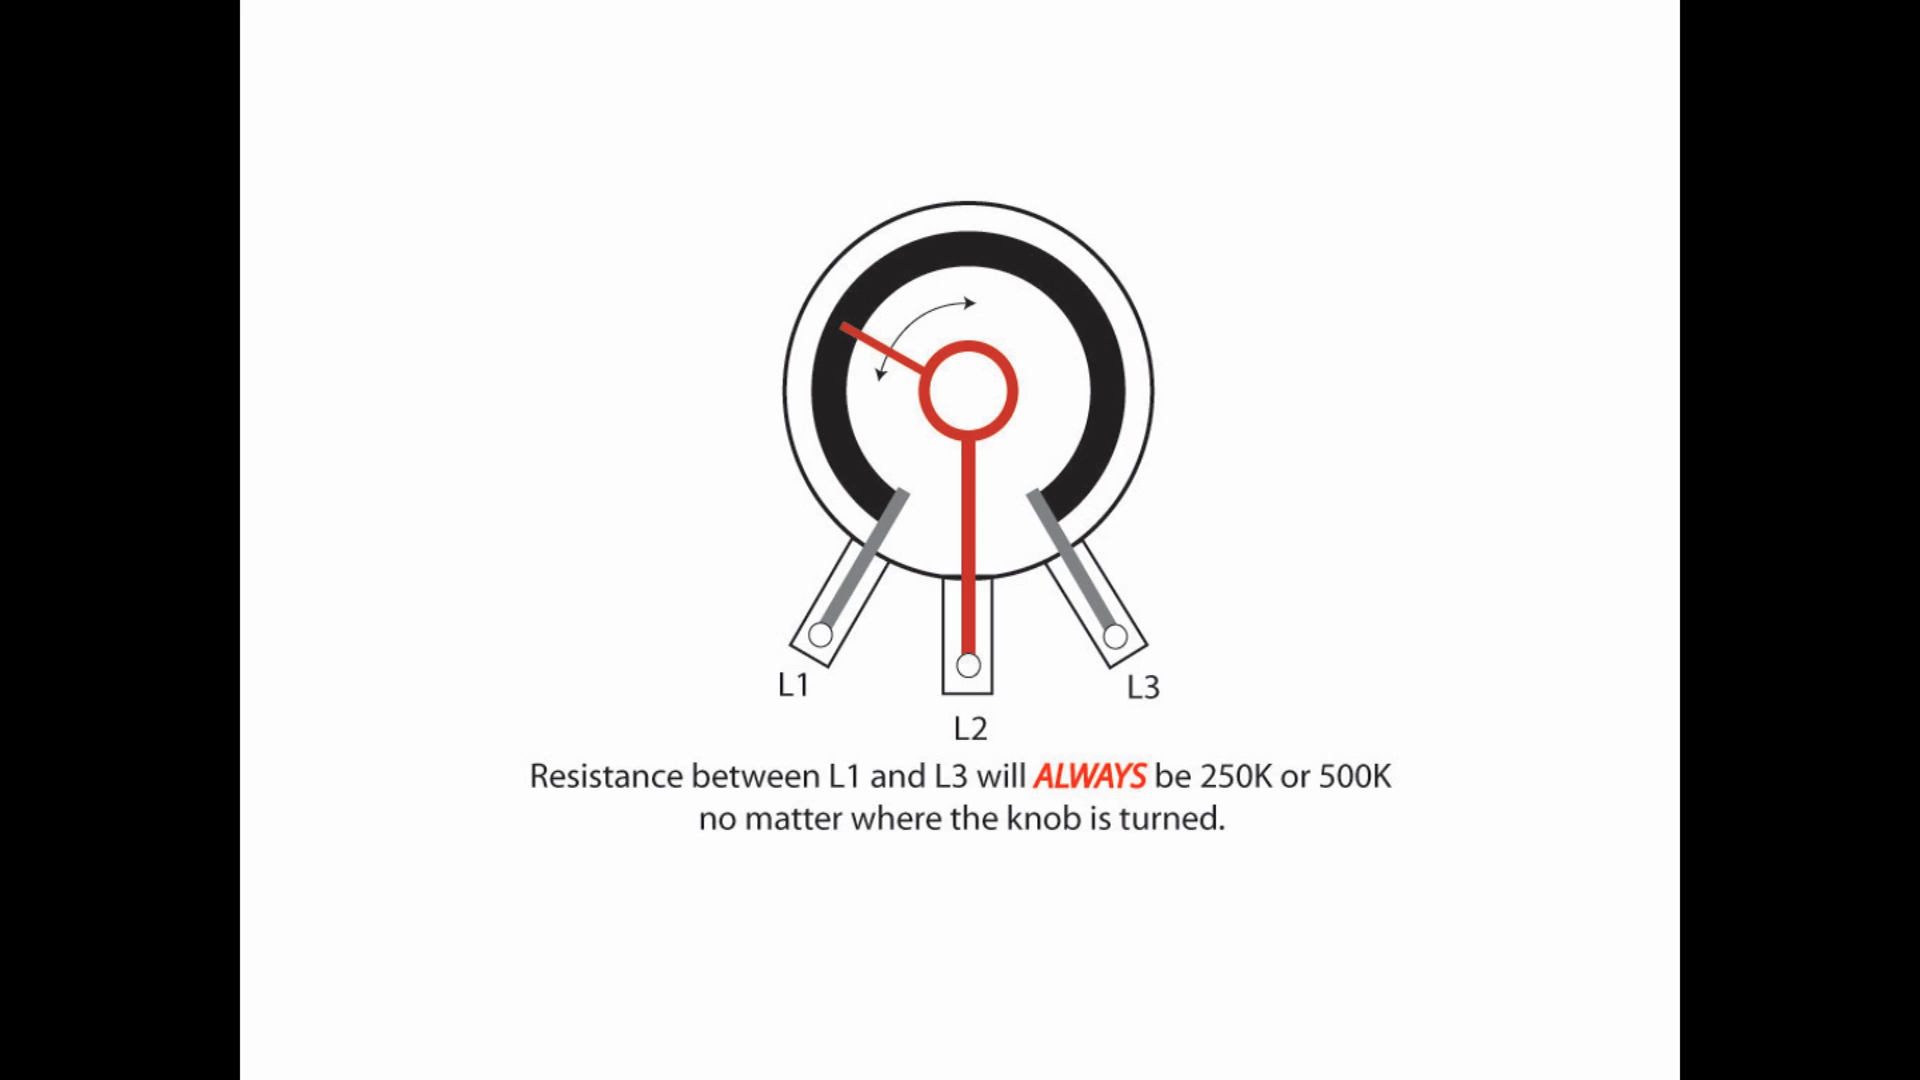 L1
L3
L2
Resistance between L1 and L3 will ALWAYS be 250K or 500K
no matter where the knob is turned.